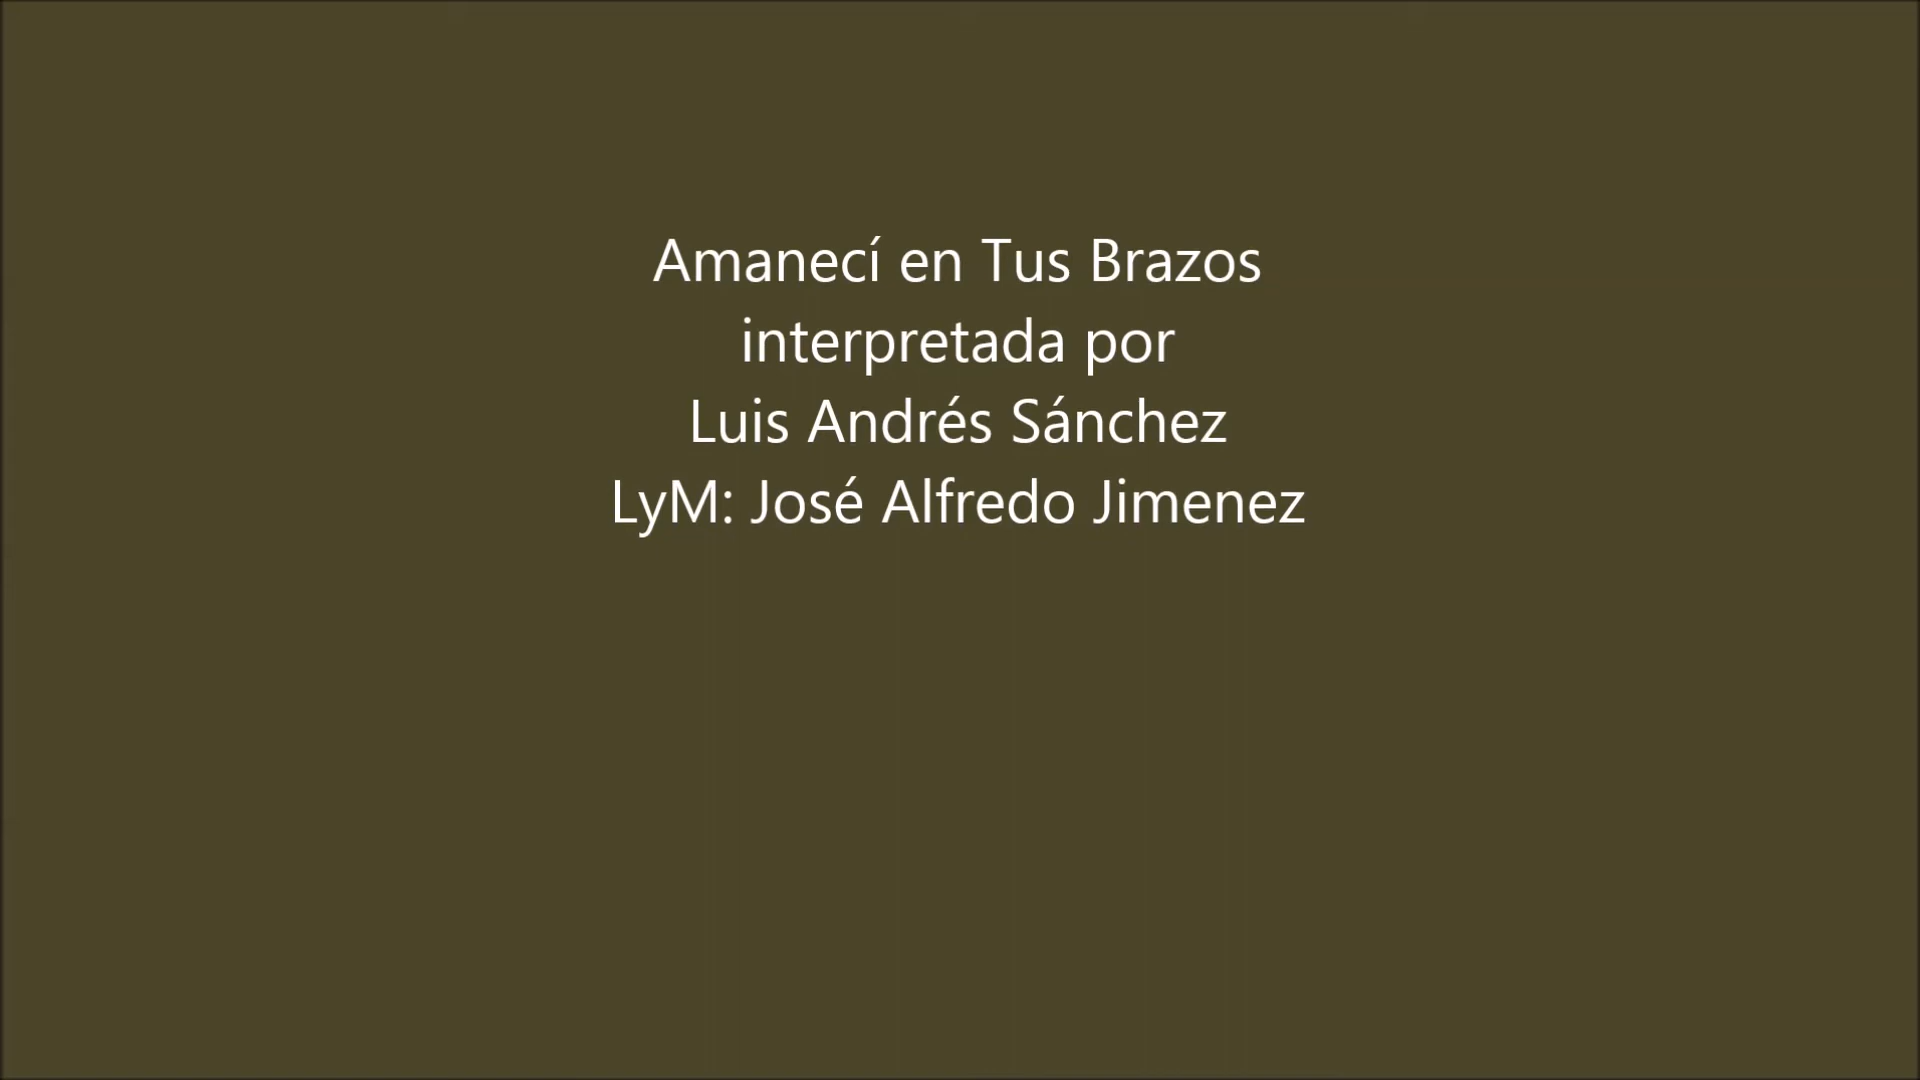 Amanecí en Tus Brazos
interpretada por
Luis Andrés Sánchez
LyM: José Alfredo Jimenez